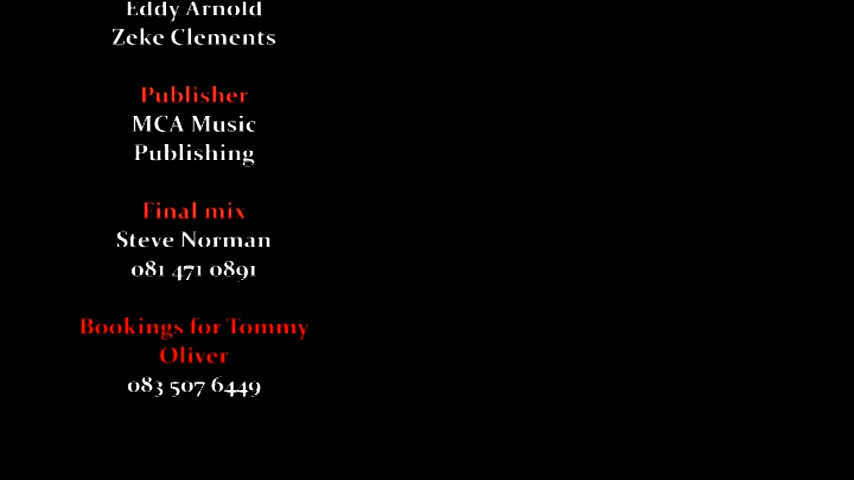 Eddy Arnold
Zeke Clements
Publisher
MCA Music
Publishing
Final mix
Steve Norman
081 471 0891
Bookings for Tommy
Oliver
083 507 6449